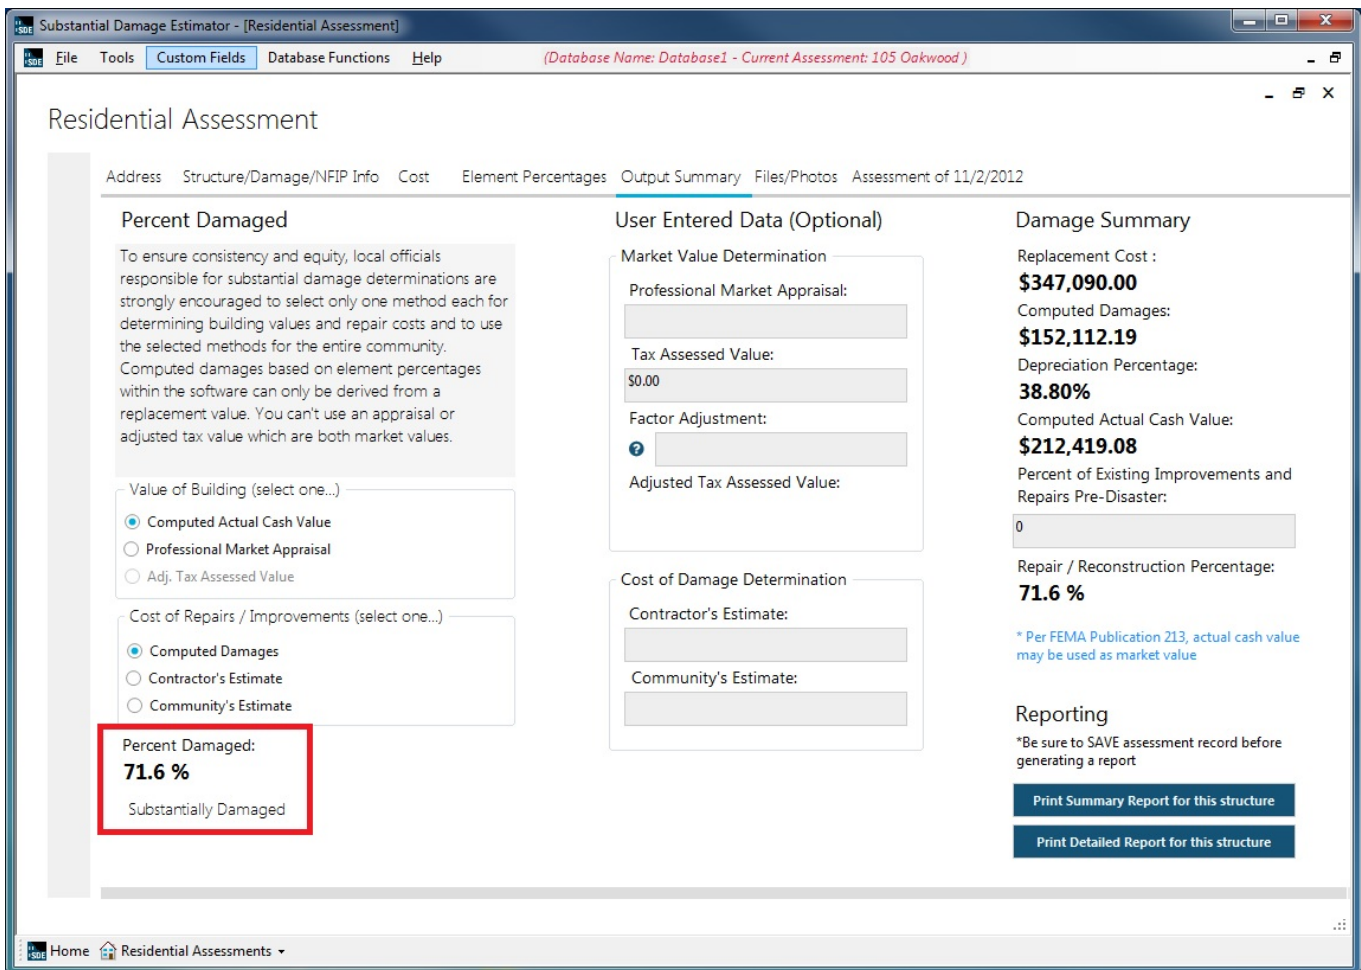 SDE Substantial Damage Estimator - [Residential Assessment]
SDE File Tools Custom Fields Database Functions Help (Database Name: Database1 - Current Assessment: 105 Oakwood )
Residential Assessment
Address Structure/Damage/NFIP Info Cost Element Percentages Output Summary Files/Photos Assessment of 11/2/2012
Percent Damaged
To ensure consistency and equity, local officials
responsible for substantial damage determinations are
strongly encouraged to select only one method each for
determining building values and repair costs and to use
the selected methods for the entire community.
Computed damages based on element percentages
within the software can only be derived from a
replacement value. You can't use an appraisal or
adjusted tax value which are both market values.
Value of Building (select one...)
Computed Actual Cash Value
Professional Market Appraisal
Adj. Tax Assessed Value
Cost of Repairs / Improvements (select one...)
Computed Damages
Contractor's Estimate
Community's Estimate
Percent Damaged:
71.6 %
Substantially Damaged
User Entered Data (Optional)
Market Value Determination
Professional Market Appraisal:
Tax Assessed Value:
$0.00
Factor Adjustment:
?
Adjusted Tax Assessed Value:
Cost of Damage Determination
Contractor's Estimate:
Community's Estimate:
Damage Summary
Replacement Cost :
$347,090.00
Computed Damages:
$152,112.19
Depreciation Percentage:
38.80%
Computed Actual Cash Value:
$212,419.08
Percent of Existing Improvements and
Repairs Pre-Disaster:
0
Repair / Reconstruction Percentage:
71.6 %
* Per FEMA Publication 213, actual cash value
may be used as market value
Reporting
*Be sure to SAVE assessment record before
generating a report
Print Summary Report for this structure
Print Detailed Report for this structure
SDE Home Residential Assessments